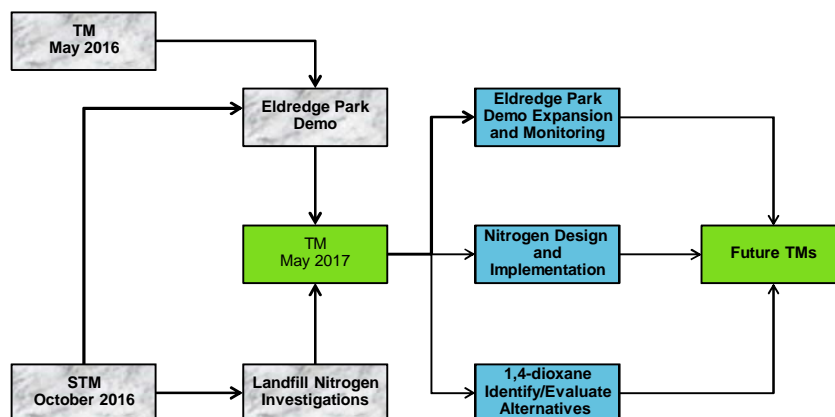 TM
May 2016
Eldredge Park
Demo
Eldredge Park
Demo Expansion
and Monitoring
TM
May 2017
Nitrogen Design
and
Implementation
Future TMs
STM
October 2016
Landfill Nitrogen
Investigations
1,4-dioxane
Identify/Evaluate
Alternatives